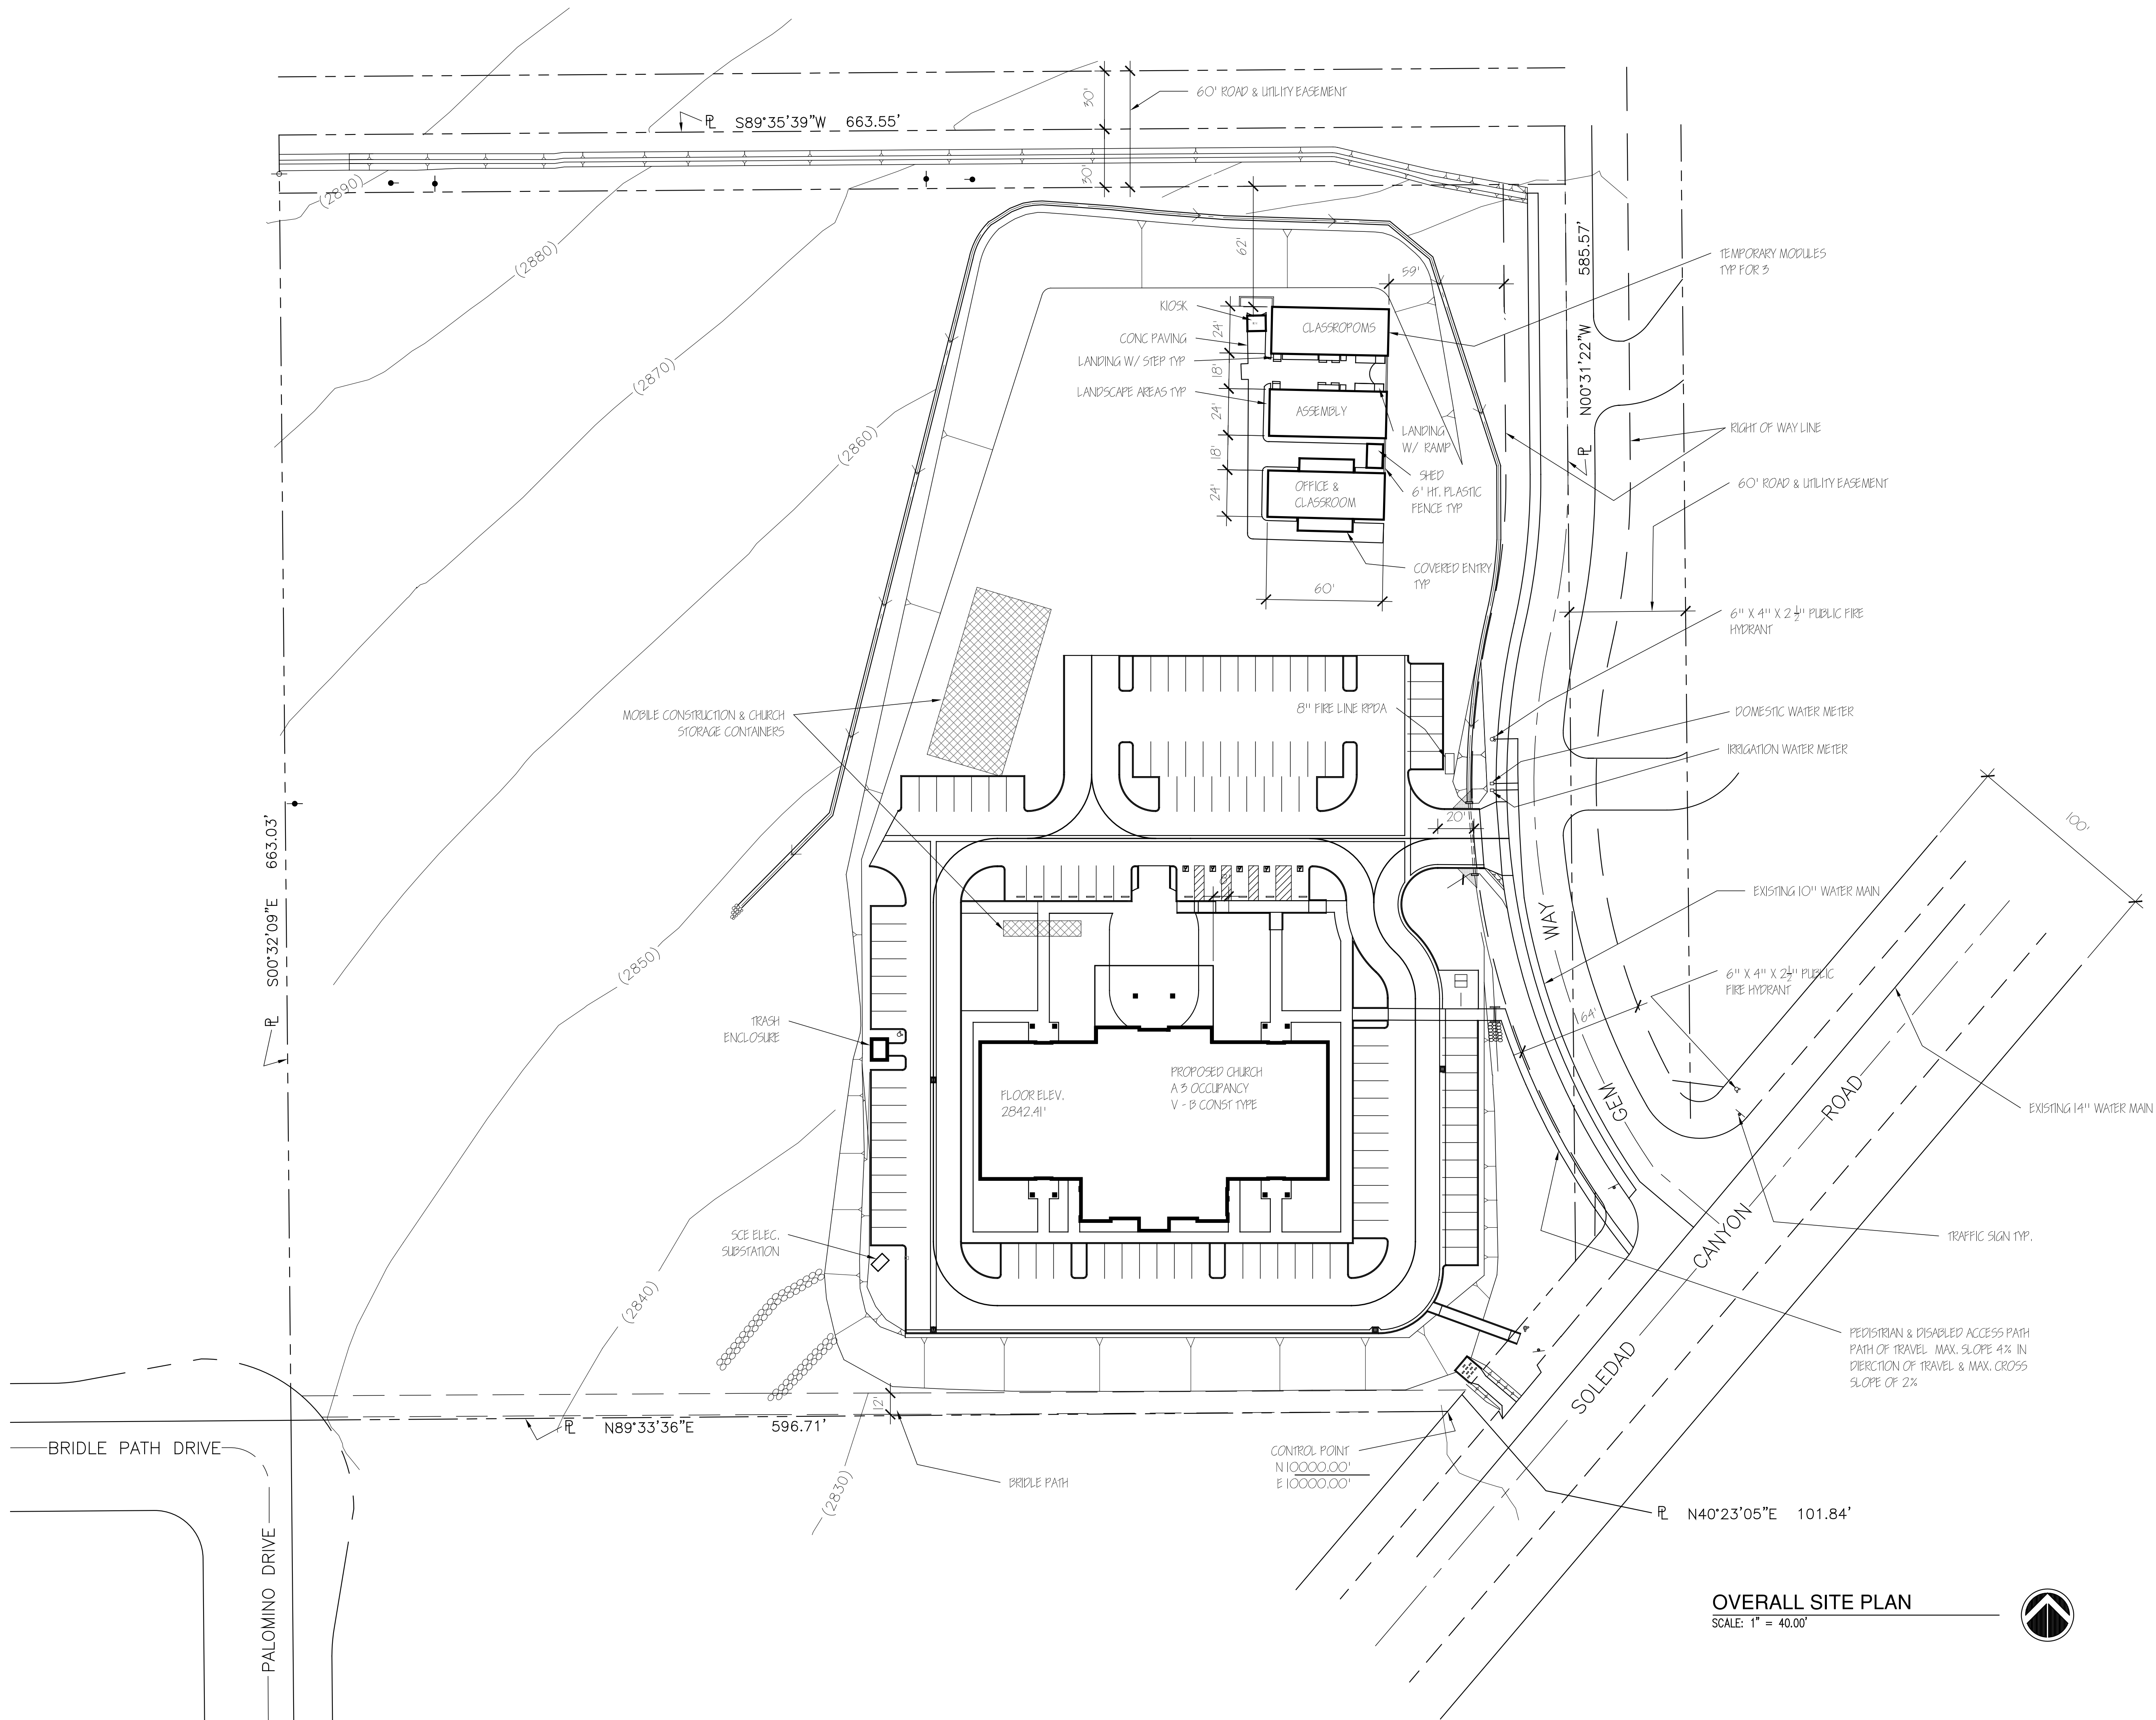 60' ROAD & UTILITY EASEMENT
30'
℄ S89°35'39"W 663.55'
30'
(2890)
(2880)
(2870)
(2860)
(2850)
(2840)
(2830)
62'
59'
585.57'
N00°31'22"W
TEMPORARY MODULES
TYP FOR 3
KIOSK
CONC PAVING
LANDING W/ STEP TYP
LANDSCAPE AREAS TYP
24'
18'
24'
18'
24'
CLASSROPOMS
ASSEMBLY
OFFICE &
CLASSROOM
LANDING
W/ RAMP
SHED
6' HT. PLASTIC
FENCE TYP
COVERED ENTRY
TYP
60'
RIGHT OF WAY LINE
60' ROAD & UTILITY EASEMENT
6" X 4" X 2 1/2" PUBLIC FIRE
HYDRANT
DOMESTIC WATER METER
IRRIGATION WATER METER
8" FIRE LINE RPDA
MOBILE CONSTRUCTION & CHURCH
STORAGE CONTAINERS
20'
100'
EXISTING 10" WATER MAIN
6" X 4" X 2 1/2" PUBLIC
FIRE HYDRANT
64'
GEM WAY
S00°32'09"E 663.03'
TRASH
ENCLOSURE
FLOOR ELEV.
2842.41'
PROPOSED CHURCH
A 3 OCCUPANCY
V - B CONST TYPE
EXISTING 14" WATER MAIN
SOLEDAD CANYON ROAD
SCE ELEC.
SUBSTATION
TRAFFIC SIGN TYP.
PEDISTRIAN & DISABLED ACCESS PATH
PATH OF TRAVEL MAX. SLOPE 4% IN
DIERCTION OF TRAVEL & MAX. CROSS
SLOPE OF 2%
12'
N89°33'36"E 596.71'
BRIDLE PATH DRIVE
PALOMINO DRIVE
BRIDLE PATH
CONTROL POINT
N 10000.00'
E 10000.00'
N40°23'05"E 101.84'
OVERALL SITE PLAN
SCALE: 1" = 40.00'